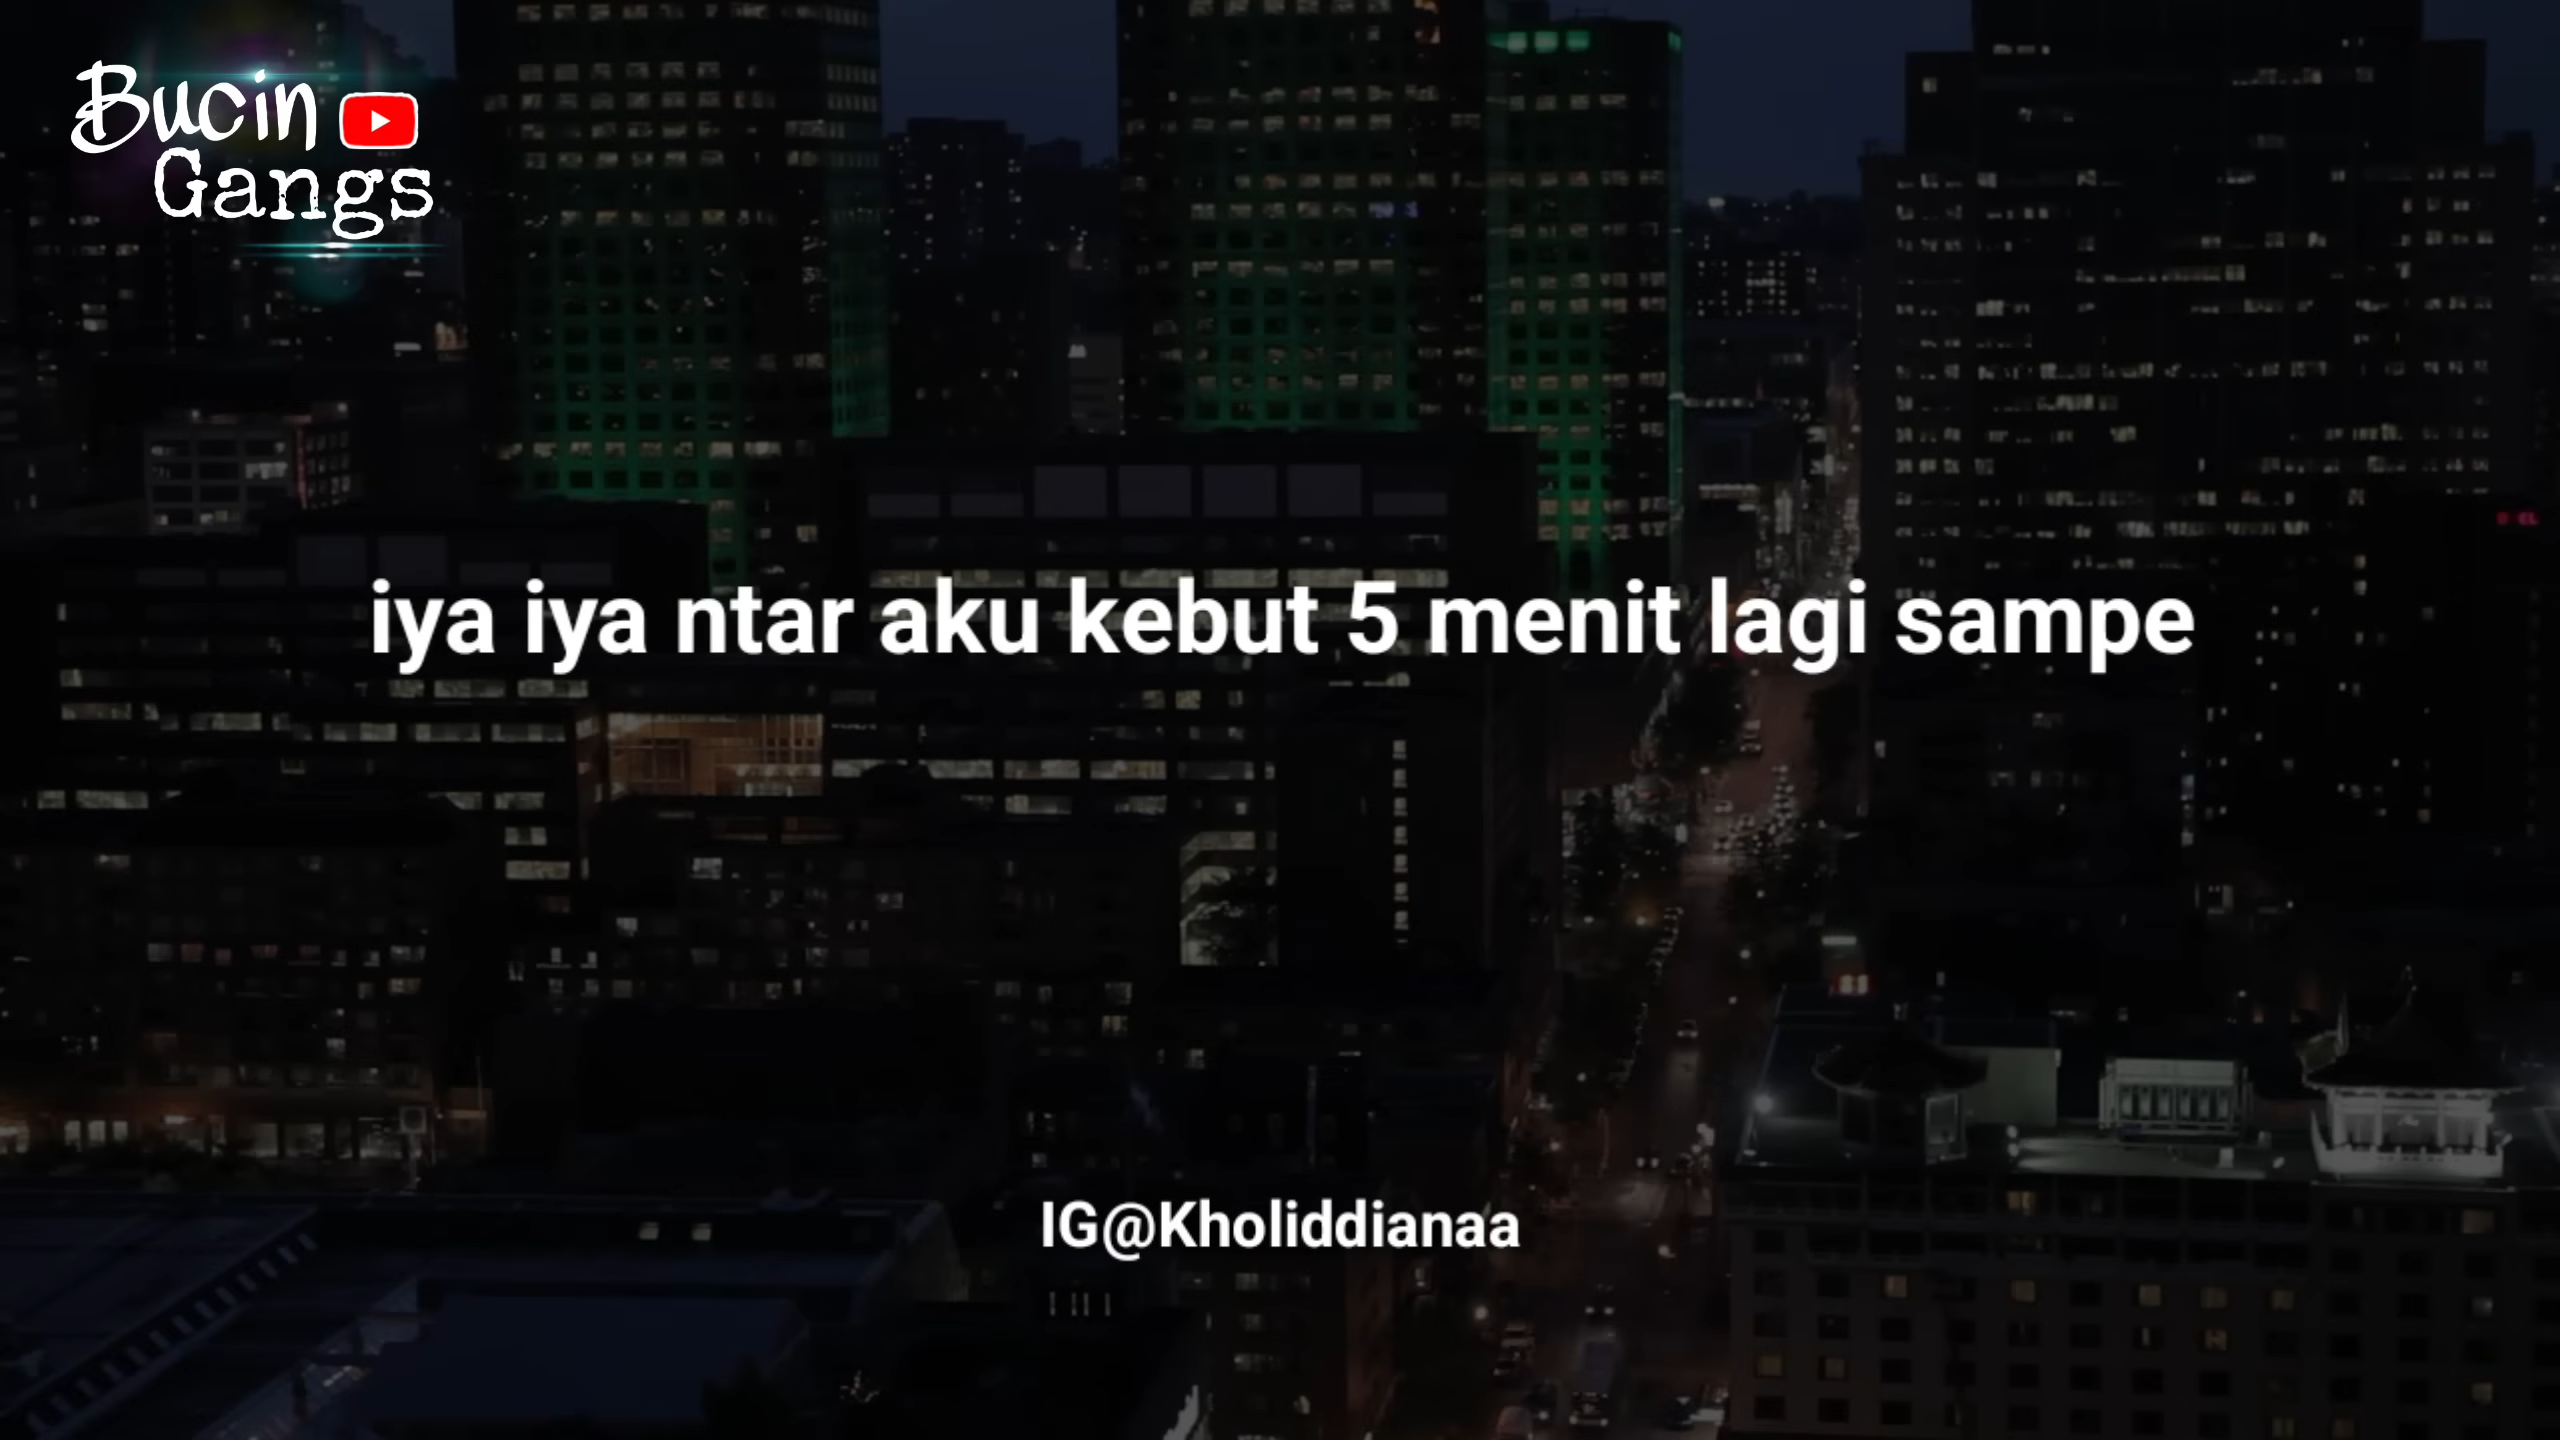 Bucin
Gangs
iya iya ntar aku kebut 5 menit lagi sampe
IG@Kholiddianaa